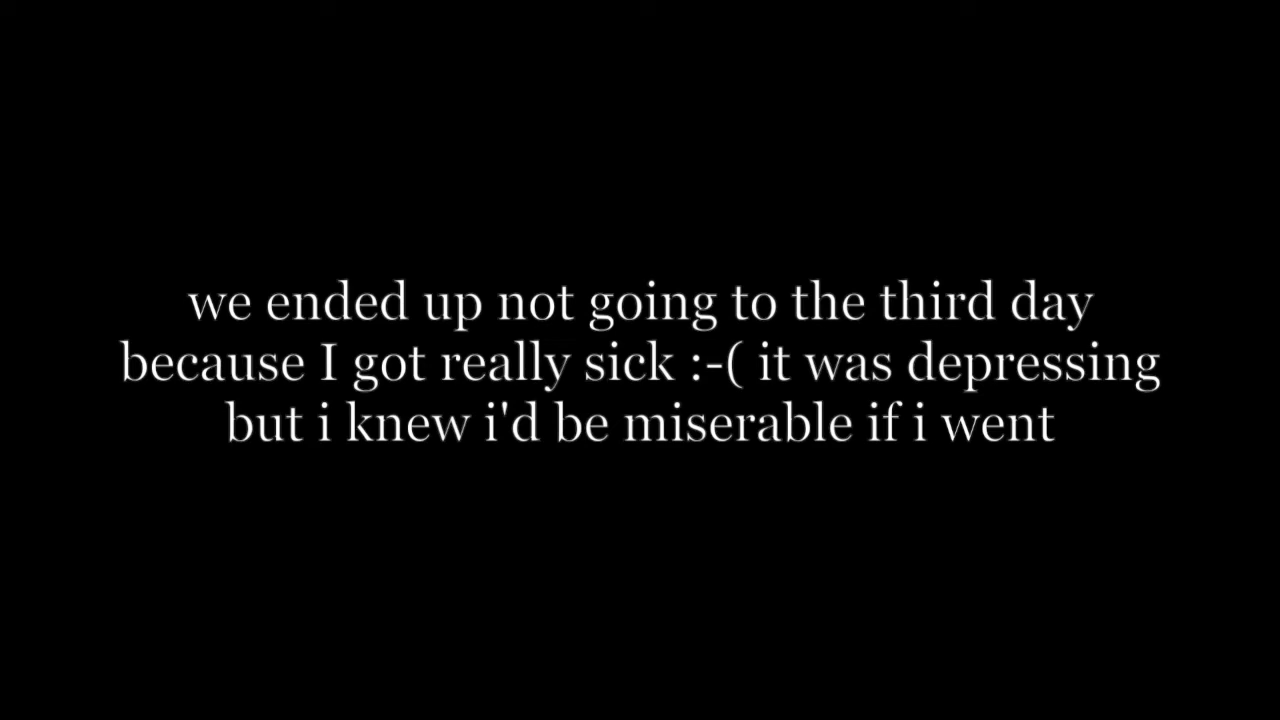 we ended up not going to the third day
because I got really sick :-( it was depressing
but i knew i'd be miserable if i went